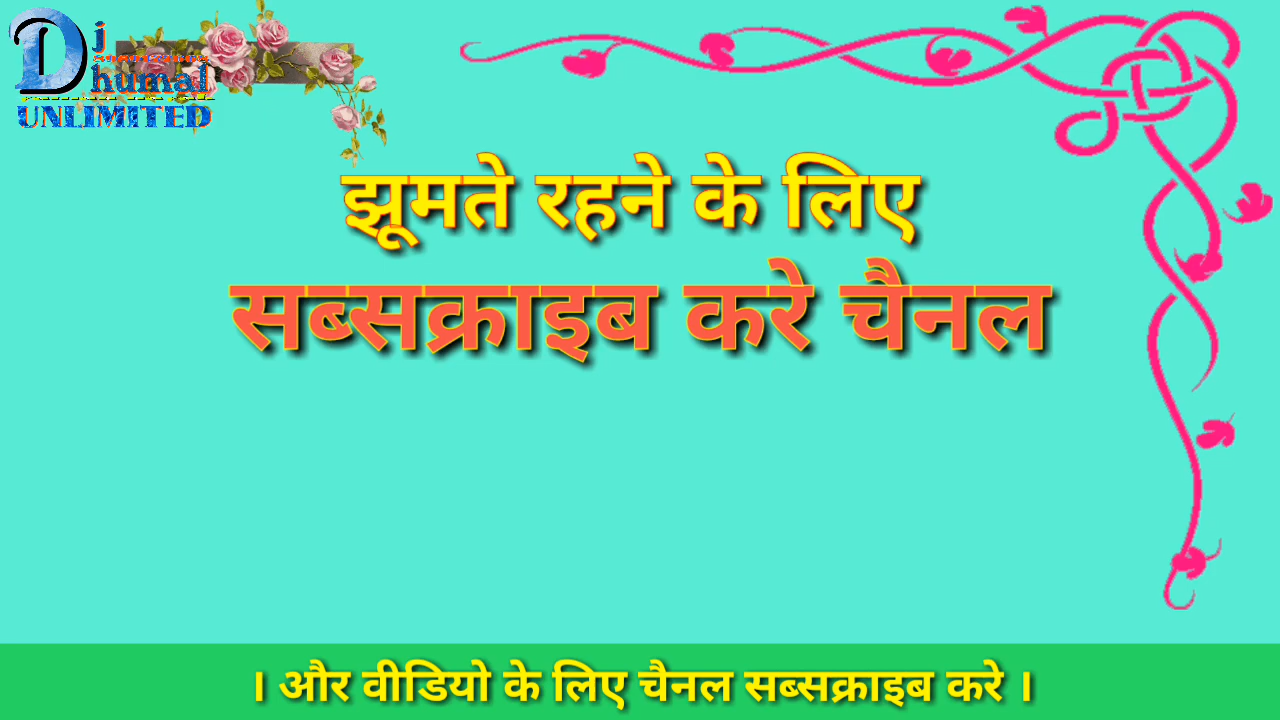 Dj
Dhumal
UNLIMITED
झूमते रहने के लिए
सब्सक्राइब करे चैनल
। और वीडियो के लिए चैनल सब्सक्राइब करे ।